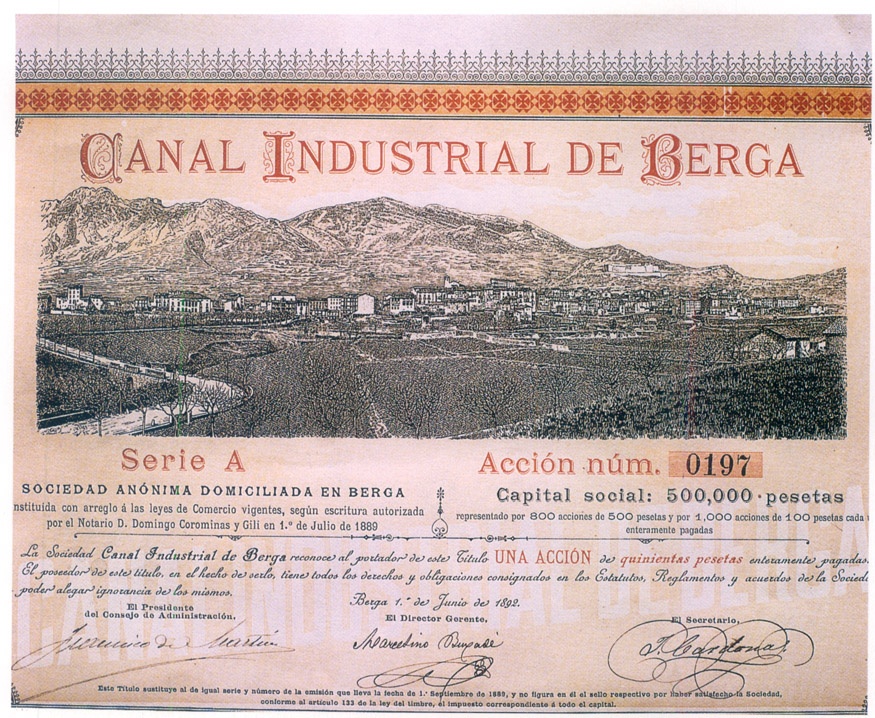 CANAL INDUSTRIAL DE BERGA
Serie A
SOCIEDAD ANÓNIMA DOMICILIADA EN BERGA
nstituída con arreglo á las leyes de Comercio vigentes, según escritura autorizada
por el Notario D. Domingo Corominas y Gili en 1.º de Julio de 1889
Acción núm. 0197
Capital social: 500,000 pesetas
representado por 800 acciones de 500 pesetas y por 1,000 acciones de 100 pesetas cada
enteramente pagadas
La Sociedad Canal Industrial de Berga reconoce al portador de este Título UNA ACCIÓN de quinientas pesetas enteramente pagadas
El poseedor de este título, en el hecho de serlo, tiene todos los derechos y obligaciones consignados en los Estatutos, Reglamentos y acuerdos de la Socied
poder alegar ignorancia de los mismos.
Berga 1.º de Junio de 1892.
El Presidente
del Consejo de Administración,
El Director Gerente,
El Secretario,
Marcelino
Este Título sustituye al de igual serie y número de la emisión que lleva la fecha de 1.º Septiembre de 1889, y no figura en él el sello respectivo por haber satisfecho la Sociedad,
conforme al artículo 133 de la ley del timbre, el impuesto correspondiente á todo el capital.